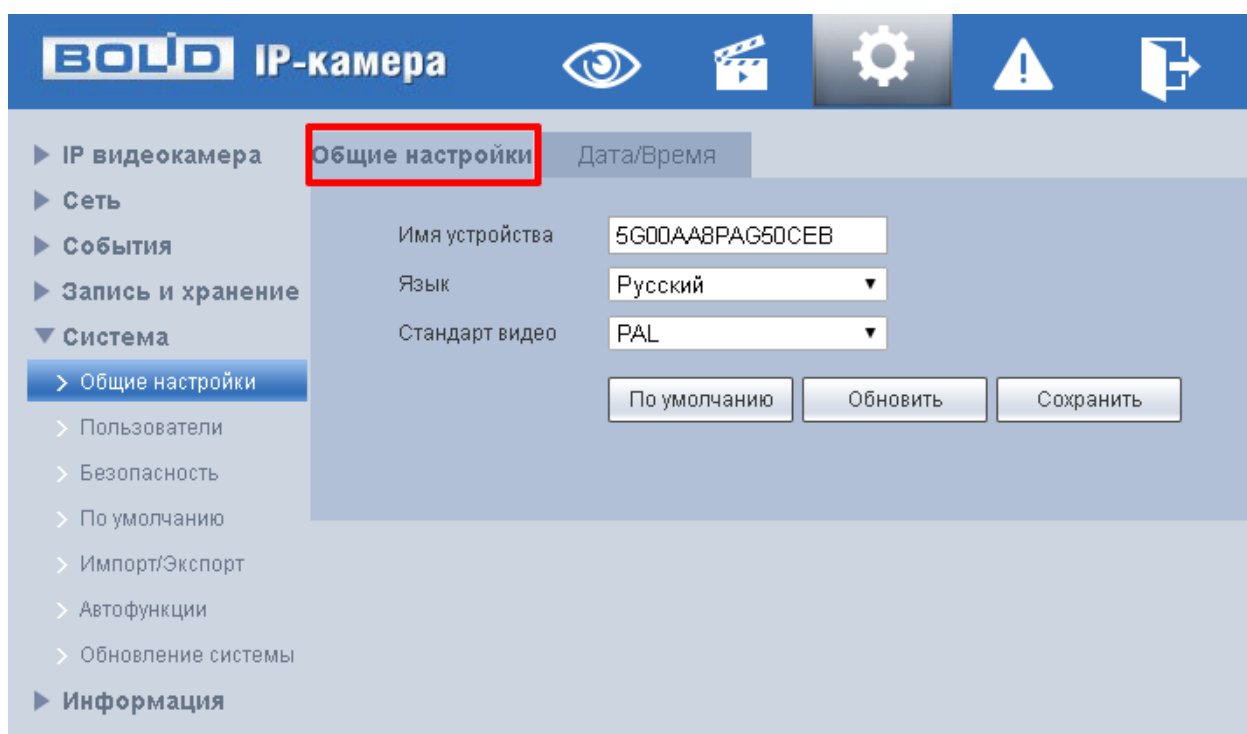 BOLID IP-камера
IP видеокамера
Сеть
События
Запись и хранение
Система
Общие настройки
Пользователи
Безопасность
По умолчанию
Импорт/Экспорт
Автофункции
Обновление системы
Информация
Общие настройки Дата/Время
Имя устройства 5G00AA8PAG50CEB
Язык Русский
Стандарт видео PAL
По умолчанию Обновить Сохранить